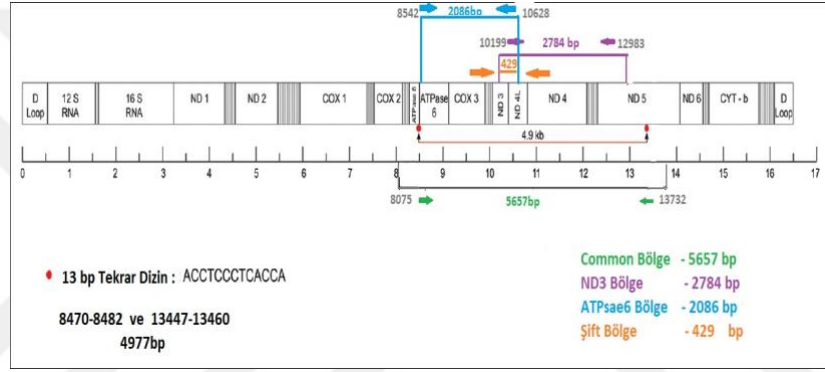 8542 2086bp 10628
10199 2784 bp 12983
429
D Loop 12 S RNA 16 S RNA ND 1 ND 2 COX 1 COX 2 ATPase 8 ATPase 6 COX 3 ND 3 ND 4L ND 4 ND 5 ND 6 CYT - b D Loop
4.9 kb
0 1 2 3 4 5 6 7 8 9 10 11 12 13 14 15 16 17
8075 5657bp 13732
13 bp Tekrar Dizin : ACCTCCCTCACCA
8470-8482 ve 13447-13460
4977bp
Common Bölge - 5657 bp
ND3 Bölge - 2784 bp
ATPsae6 Bölge - 2086 bp
Şift Bölge - 429 bp